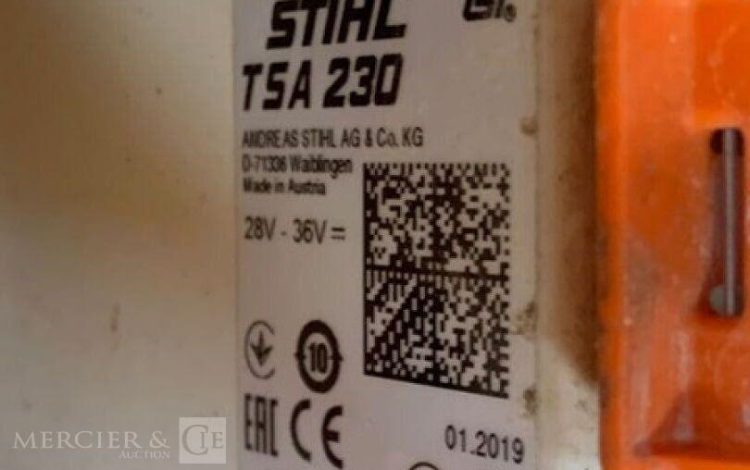 STIHL
TSA 230
ANDREAS STIHL AG & Co. KG
D-71336 Waiblingen
Made in Austria
28V - 36V
10
EAC CE
01.2019
MERCIER & CIE
AUCTION